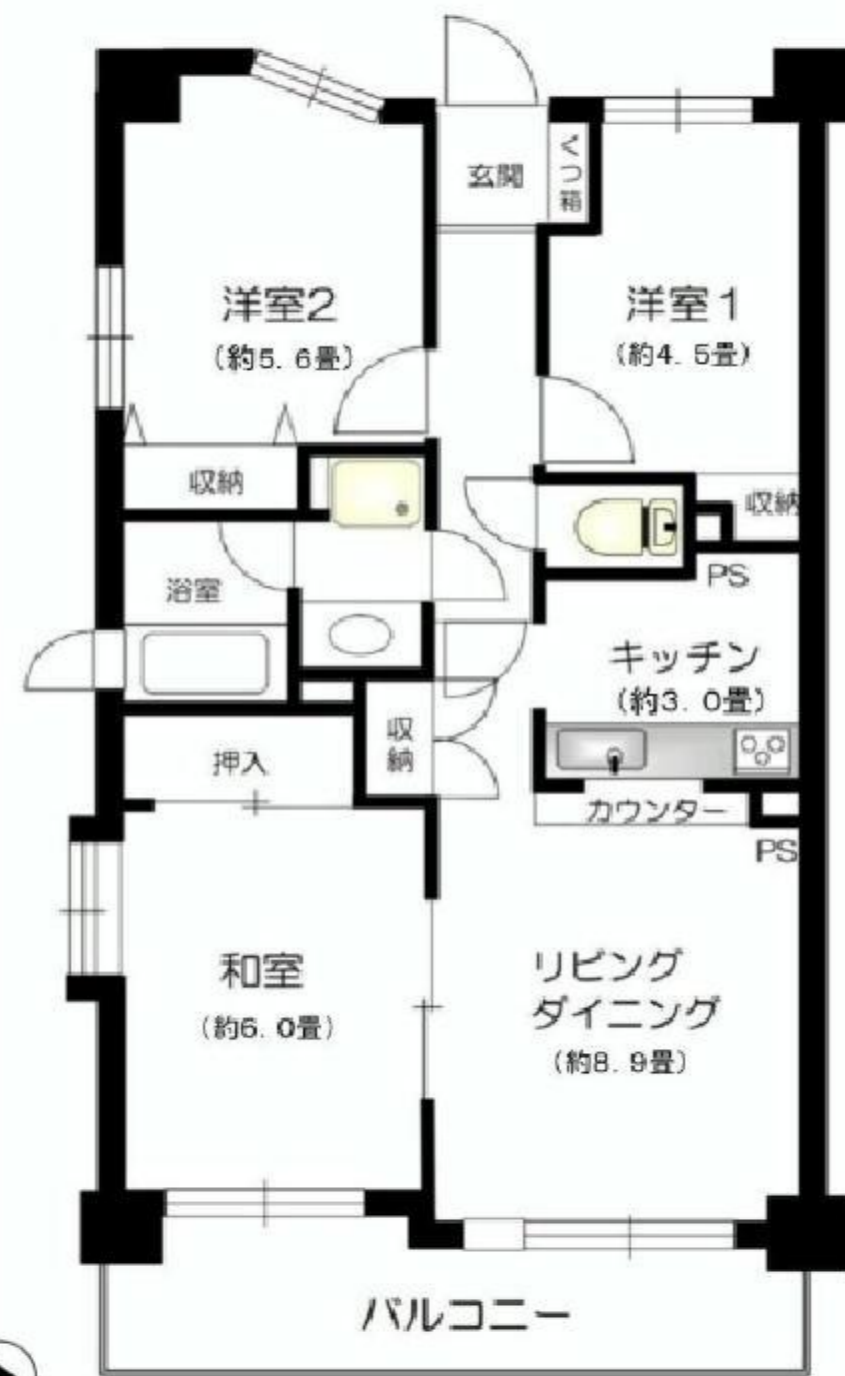 玄関
くつ箱
洋室2
(約5.6畳)
洋室1
(約4.5畳)
収納
収納
浴室
PS
キッチン
(約3.0畳)
収納
押入
カウンター
PS
和室
(約6.0畳)
リビング
ダイニング
(約8.9畳)
バルコニー